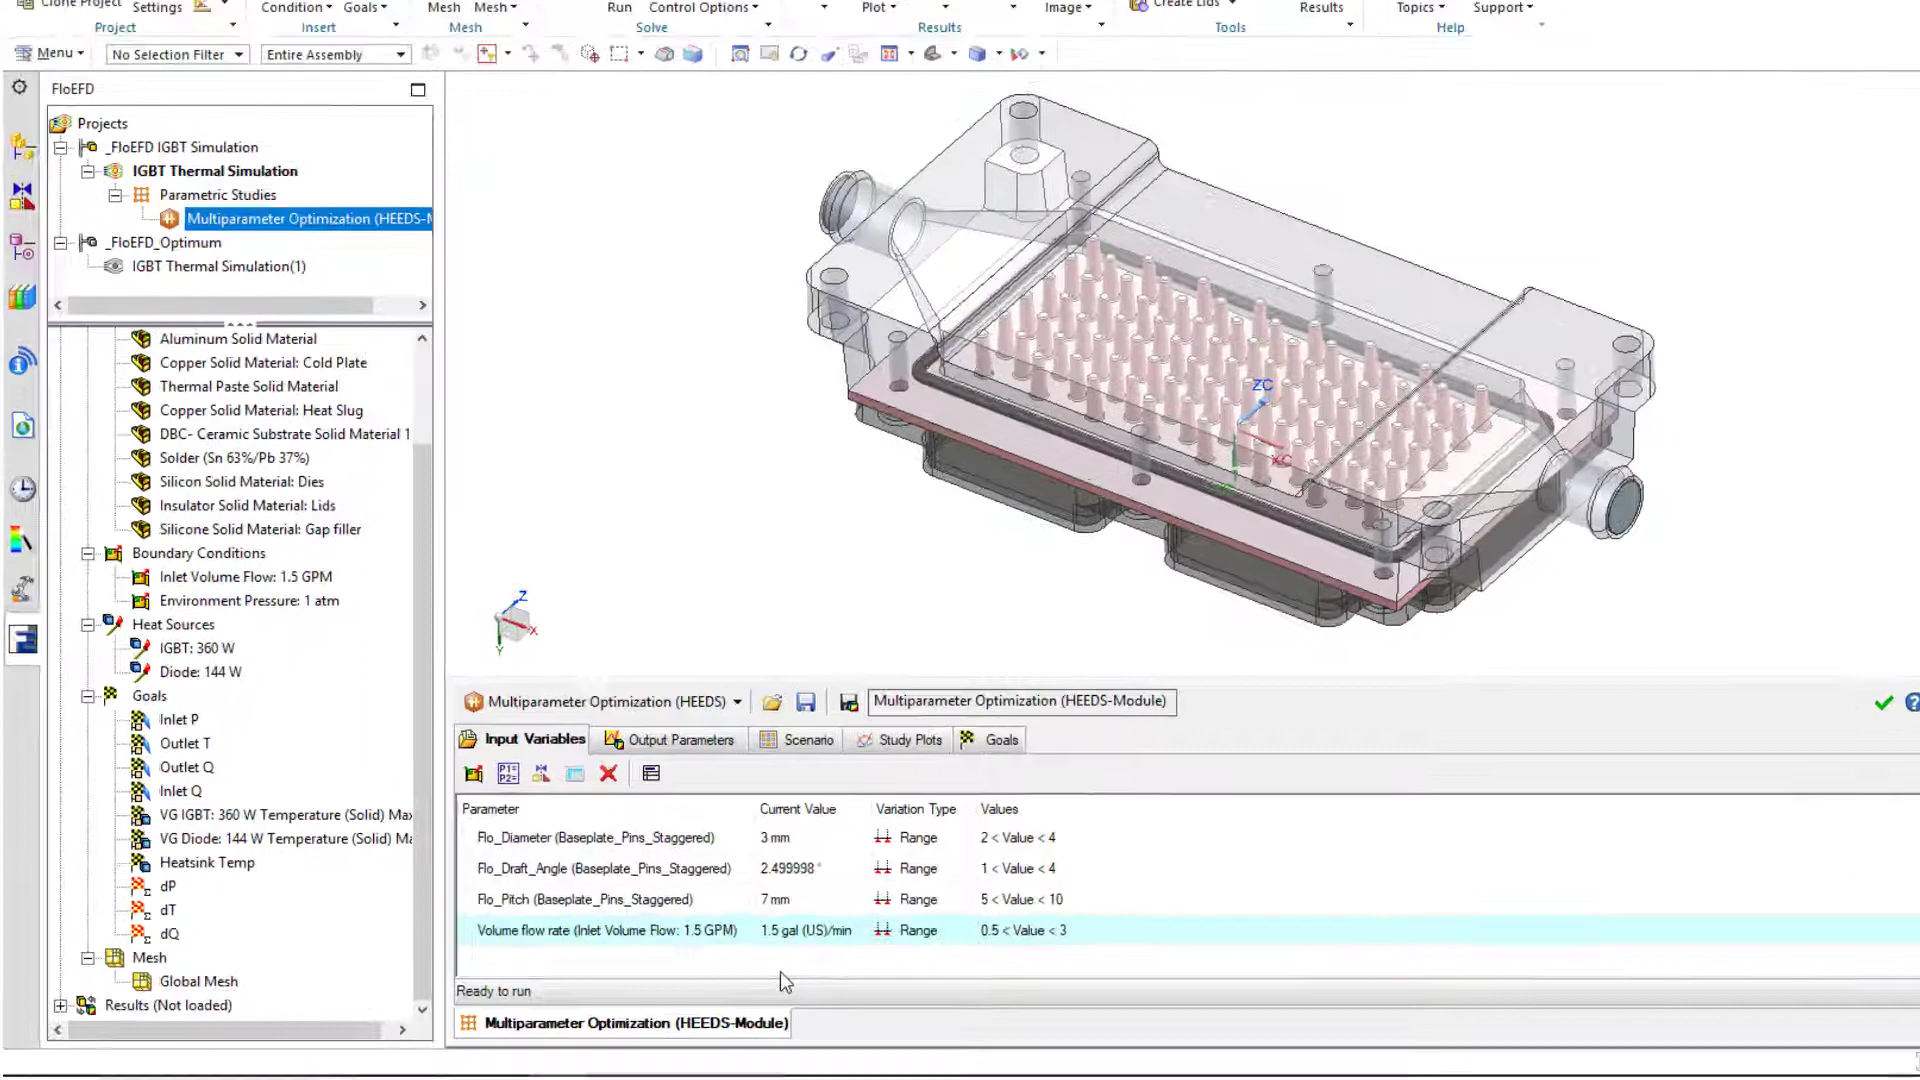 Clone Project
Settings
Condition
Goals
Mesh
Mesh
Run
Control Options
Plot
Image
Create Lids
Results
Topics
Support
Project
Insert
Mesh
Solve
Results
Tools
Help
Menu
No Selection Filter
Entire Assembly
FloEFD
Projects
_FloEFD IGBT Simulation
IGBT Thermal Simulation
Parametric Studies
Multiparameter Optimization (HEEDS-M
_FloEFD_Optimum
IGBT Thermal Simulation(1)
Aluminum Solid Material
Copper Solid Material: Cold Plate
Thermal Paste Solid Material
Copper Solid Material: Heat Slug
DBC- Ceramic Substrate Solid Material 1
Solder (Sn 63%/Pb 37%)
Silicon Solid Material: Dies
Insulator Solid Material: Lids
Silicone Solid Material: Gap filler
Boundary Conditions
Inlet Volume Flow: 1.5 GPM
Environment Pressure: 1 atm
Heat Sources
IGBT: 360 W
Diode: 144 W
Goals
Inlet P
Outlet T
Outlet Q
Inlet Q
VG IGBT: 360 W Temperature (Solid) Max
VG Diode: 144 W Temperature (Solid) Ma
Heatsink Temp
dP
dT
dQ
Mesh
Global Mesh
Results (Not loaded)
ZC
XC
Z
X
Y
Multiparameter Optimization (HEEDS)
Multiparameter Optimization (HEEDS-Module)
Input Variables
Output Parameters
Scenario
Study Plots
Goals
Parameter Current Value Variation Type Values
Flo_Diameter (Baseplate_Pins_Staggered) 3 mm Range 2 < Value < 4
Flo_Draft_Angle (Baseplate_Pins_Staggered) 2.499998 ° Range 1 < Value < 4
Flo_Pitch (Baseplate_Pins_Staggered) 7 mm Range 5 < Value < 10
Volume flow rate (Inlet Volume Flow: 1.5 GPM) 1.5 gal (US)/min Range 0.5 < Value < 3
Ready to run
Multiparameter Optimization (HEEDS-Module)